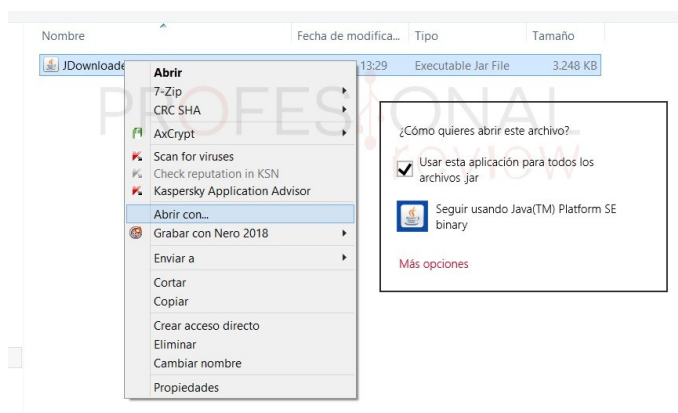 Nombre
Fecha de modifica...
Tipo
Tamaño
JDownloade
13:29
Executable Jar File
3.248 KB
PROFESIONAL
review
Abrir
7-Zip
CRC SHA
AxCrypt
Scan for viruses
Check reputation in KSN
Kaspersky Application Advisor
Abrir con...
Grabar con Nero 2018
Enviar a
Cortar
Copiar
Crear acceso directo
Eliminar
Cambiar nombre
Propiedades
¿Cómo quieres abrir este archivo?
Usar esta aplicación para todos los
archivos .jar
Seguir usando Java(TM) Platform SE
binary
Más opciones